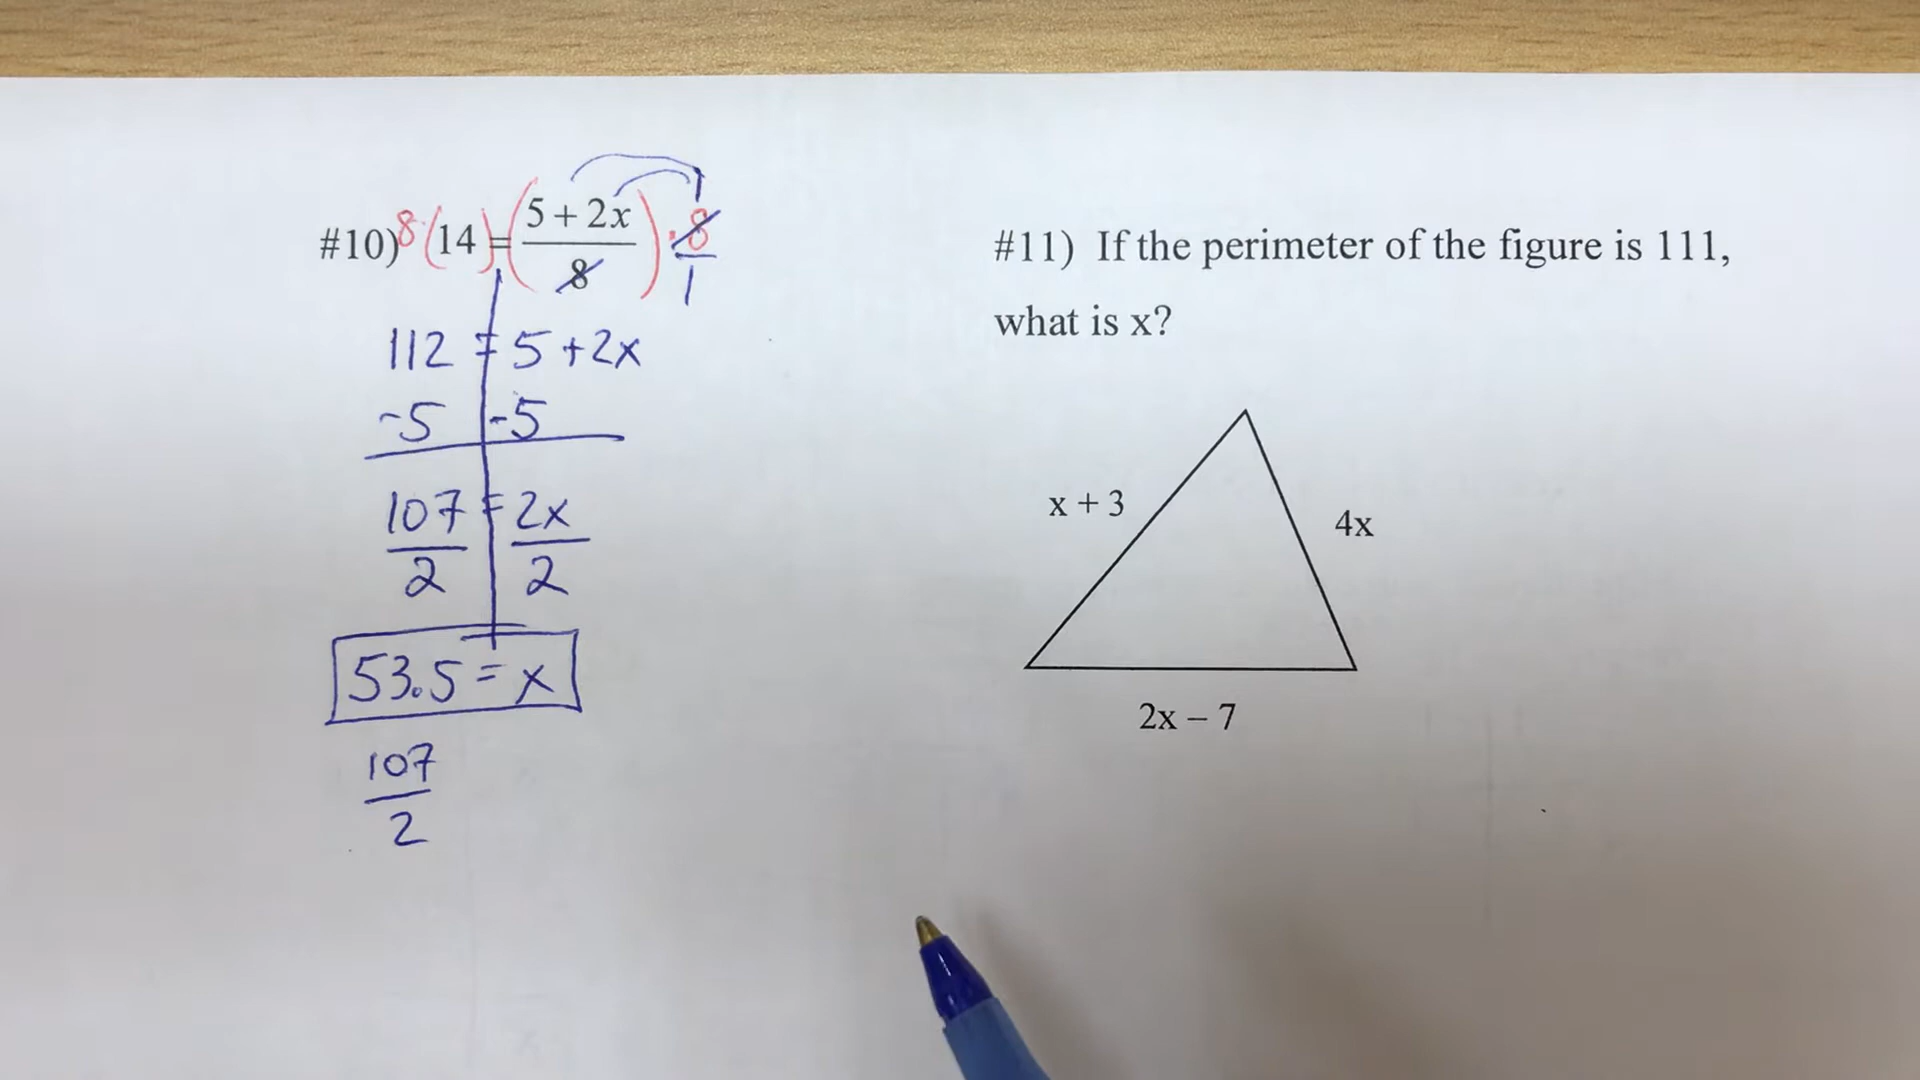 #10) 8(14) = (5 + 2x / 8) · 8/1
112 = 5 + 2x
-5 -5
107/2 = 2x/2
53.5 = x
107/2
#11) If the perimeter of the figure is 111,
what is x?
x + 3
4x
2x – 7